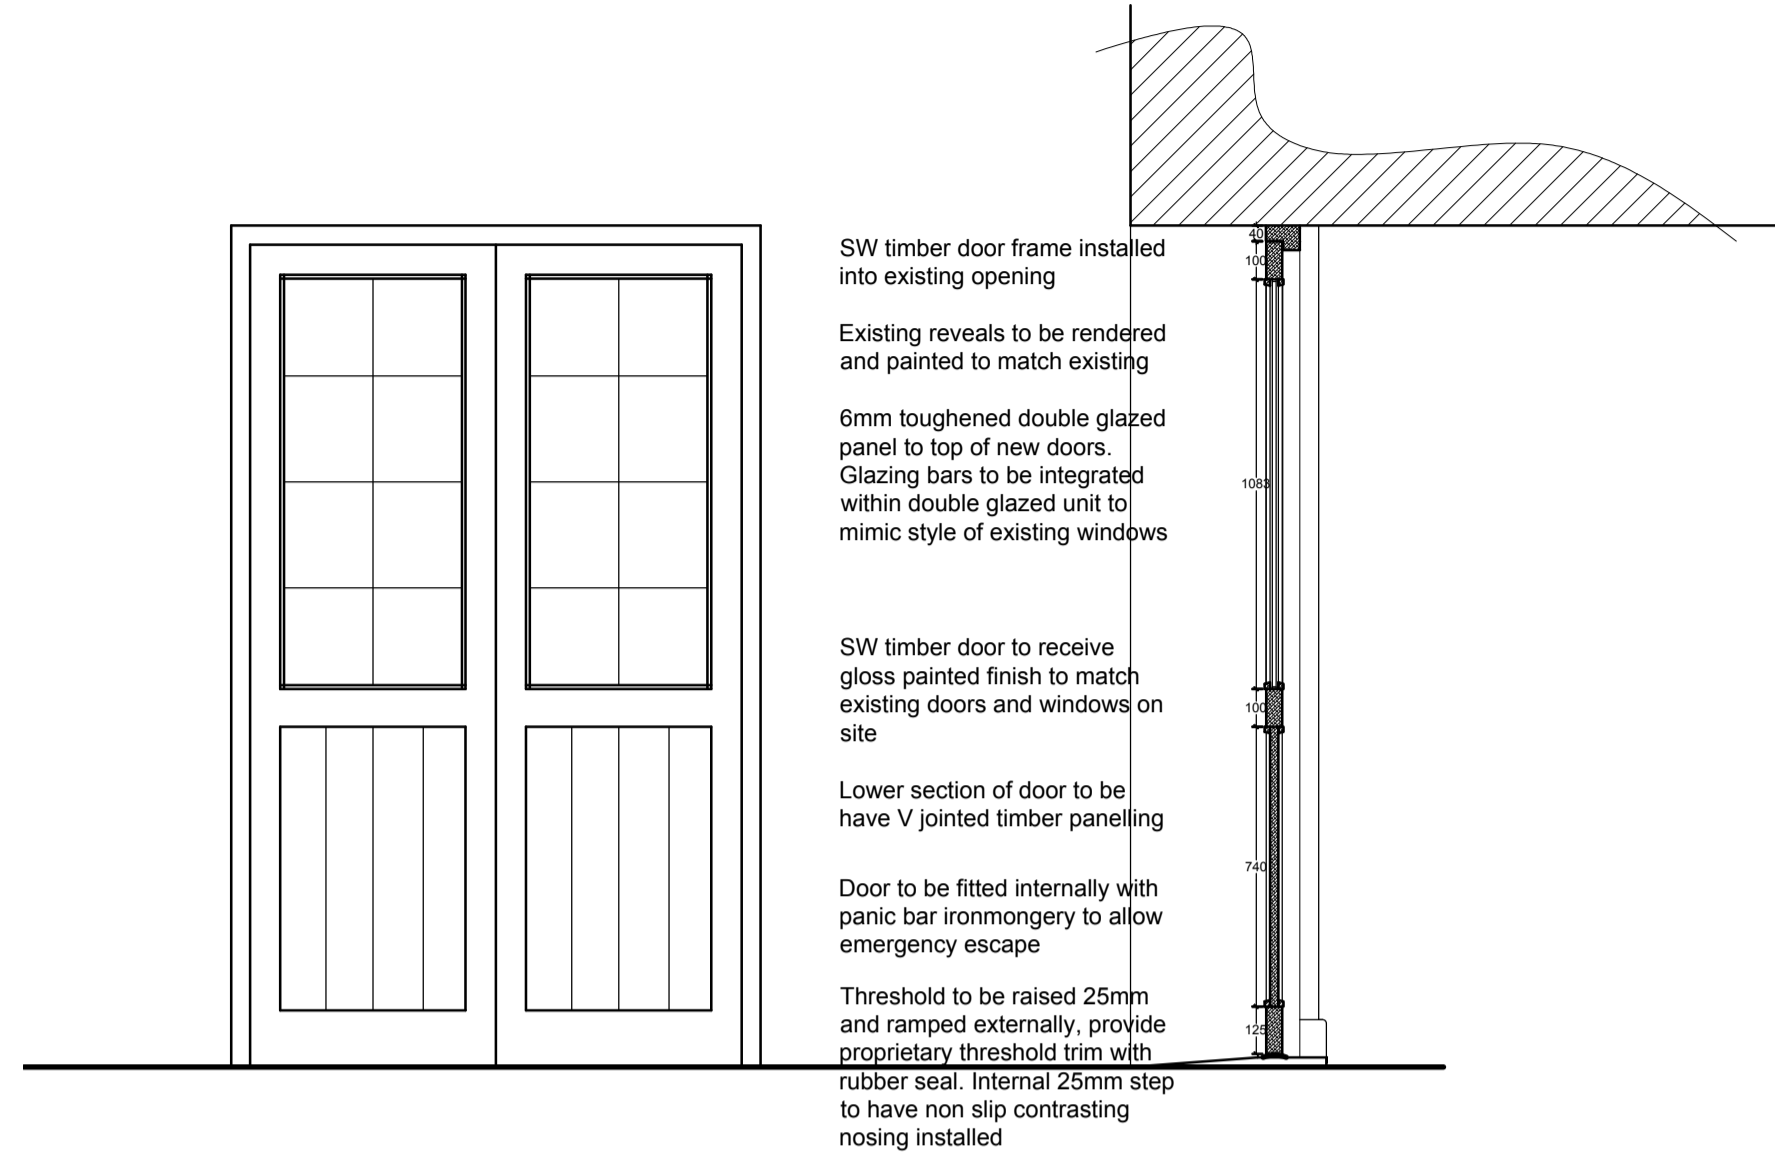 SW timber door frame installed
into existing opening
Existing reveals to be rendered
and painted to match existing
6mm toughened double glazed
panel to top of new doors.
Glazing bars to be integrated
within double glazed unit to
mimic style of existing windows
SW timber door to receive
gloss painted finish to match
existing doors and windows on
site
Lower section of door to be
have V jointed timber panelling
Door to be fitted internally with
panic bar ironmongery to allow
emergency escape
Threshold to be raised 25mm
and ramped externally, provide
proprietary threshold trim with
rubber seal. Internal 25mm step
to have non slip contrasting
nosing installed
40
100
1083
100
740
125